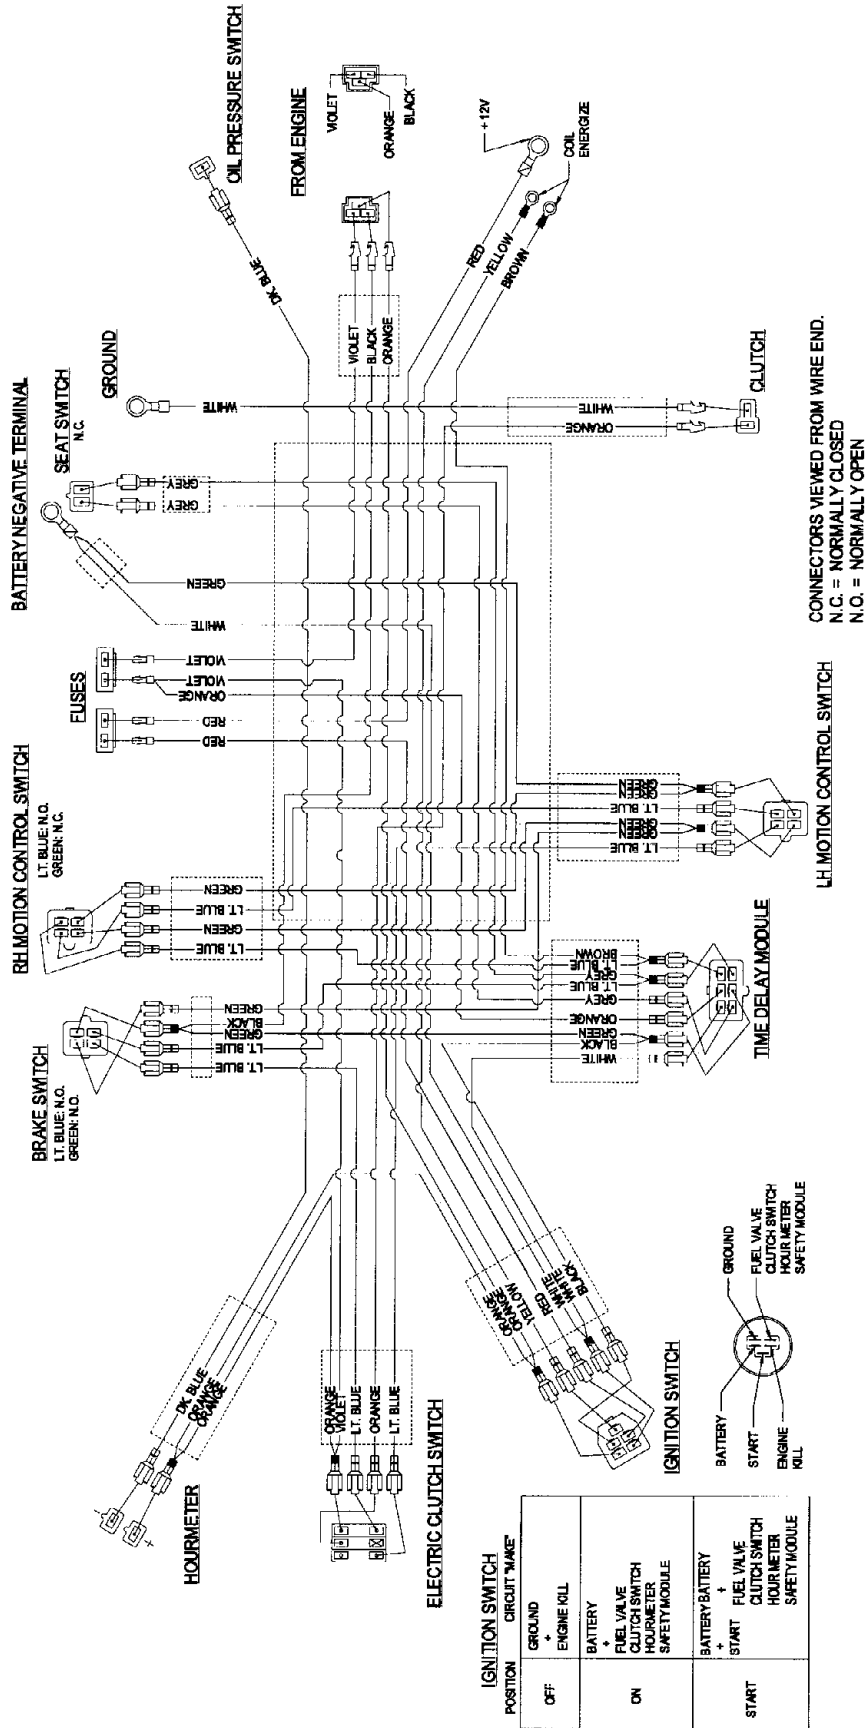 OIL PRESSURE SWITCH
DK. BLUE
FROM ENGINE
VIOLET
ORANGE
BLACK
VIOLET
BLACK
ORANGE
+ 12V
COIL
ENERGIZE
RED
YELLOW
BROWN
GROUND
WHITE
WHITE
ORANGE
CLUTCH
BATTERY NEGATIVE TERMINAL
SEAT SWITCH
N.C.
GREY
GREY
GREEN
WHITE
FUSES
VIOLET
VIOLET
ORANGE
RED
RED
CONNECTORS VIEWED FROM WIRE END.
N.C. = NORMALLY CLOSED
N.O. = NORMALLY OPEN
RH MOTION CONTROL SWITCH
LT. BLUE: N.O.
GREEN: N.C.
GREEN
LT. BLUE
GREEN
LT. BLUE
GREEN
GREEN
LT. BLUE
GREEN
GREEN
LT. BLUE
LH MOTION CONTROL SWITCH
BRAKE SWITCH
LT. BLUE: N.O.
GREEN: N.O.
GREEN
BLACK
GREEN
LT. BLUE
LT. BLUE
BROWN
LT. BLUE
GREY
LT. BLUE
GREY
ORANGE
GREEN
BLACK
WHITE
TIME DELAY MODULE
DK. BLUE
ORANGE
ORANGE
HOURMETER
ORANGE
VIOLET
LT. BLUE
ORANGE
LT. BLUE
ELECTRIC CLUTCH SWITCH
ORANGE
ORANGE
YELLOW
RED
WHITE
WHITE
BLACK
IGNITION SWITCH
GROUND
FUEL VALVE
CLUTCH SWITCH
HOUR METER
SAFETY MODULE
BATTERY
START
ENGINE
KILL
IGNITION SWITCH
POSITION CIRCUIT "MAKE"
OFF
GROUND
+
ENGINE KILL
ON
BATTERY
+
FUEL VALVE
CLUTCH SWITCH
HOURMETER
SAFETY MODULE
START
BATTERY BATTERY
+ +
START FUEL VALVE
CLUTCH SWITCH
HOUR METER
SAFETY MODULE